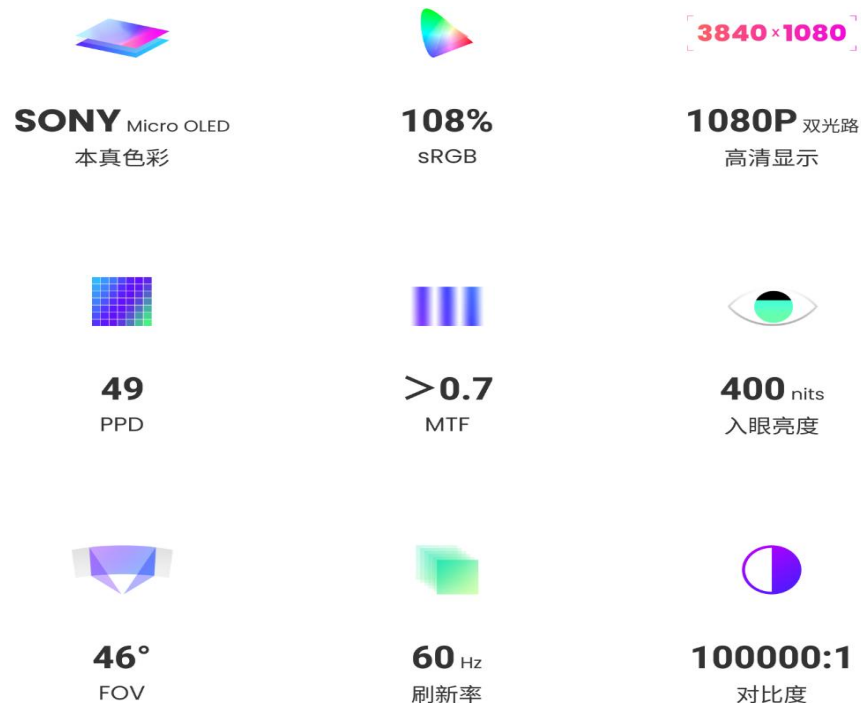 3840×1080
SONY Micro OLED
本真色彩
108%
sRGB
1080P 双光路
高清显示
49
PPD
>0.7
MTF
400 nits
入眼亮度
46°
FOV
60 Hz
刷新率
100000:1
对比度